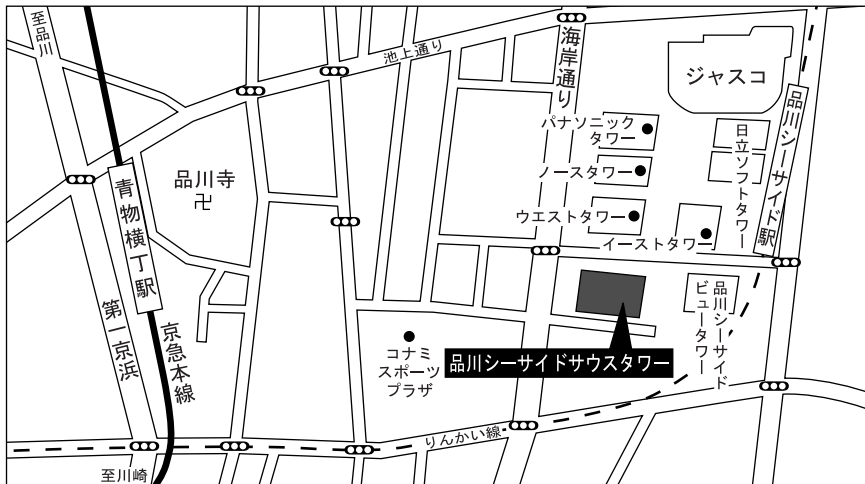 至品川
池上通り
海岸通り
ジャスコ
品川シーサイド駅
パナソニック
タワー
日立ソフトタワー
ノースタワー
品川寺
卍
青物横丁駅
ウエストタワー
イーストタワー
第一京浜
京急本線
品川シーサイド
ビュータワー
コナミ
スポーツ
プラザ
品川シーサイドサウスタワー
りんかい線
至川崎